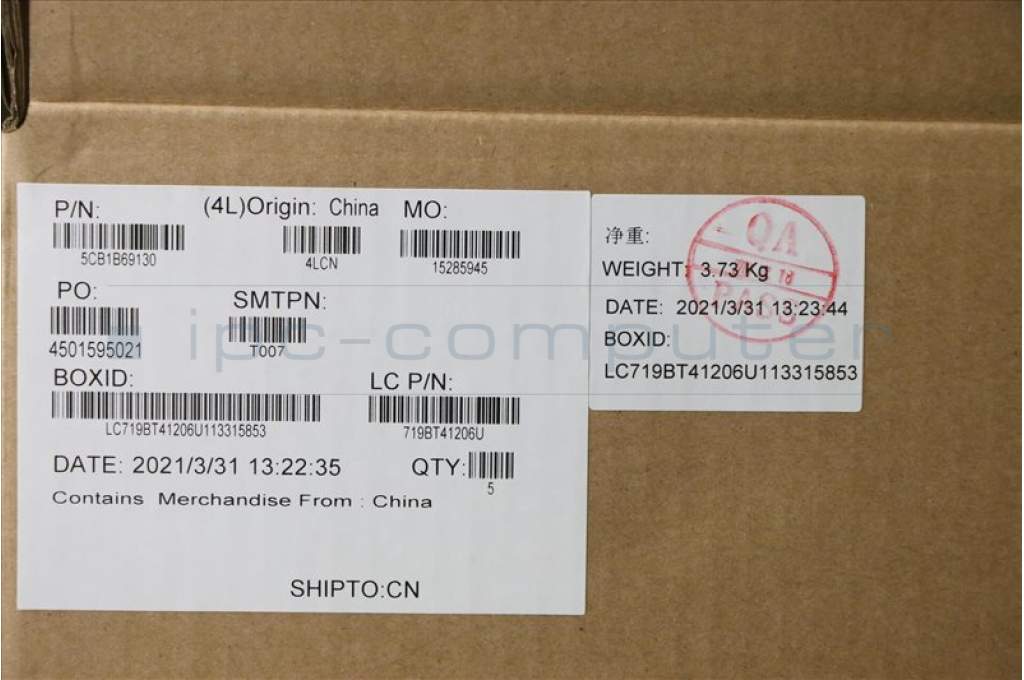 P/N: (4L)Origin: China MO:
5CB1B69130 4LCN 15285945
PO: SMTPN:
4501595021 T007
BOXID: LC P/N:
LC719BT41206U113315853 719BT41206U
DATE: 2021/3/31 13:22:35 QTY:
5
Contains Merchandise From : China
SHIPTO:CN
净重:
WEIGHT: 3.73 Kg
DATE: 2021/3/31 13:23:44
BOXID:
LC719BT41206U113315853
QA
18
PASS
ipc-computer